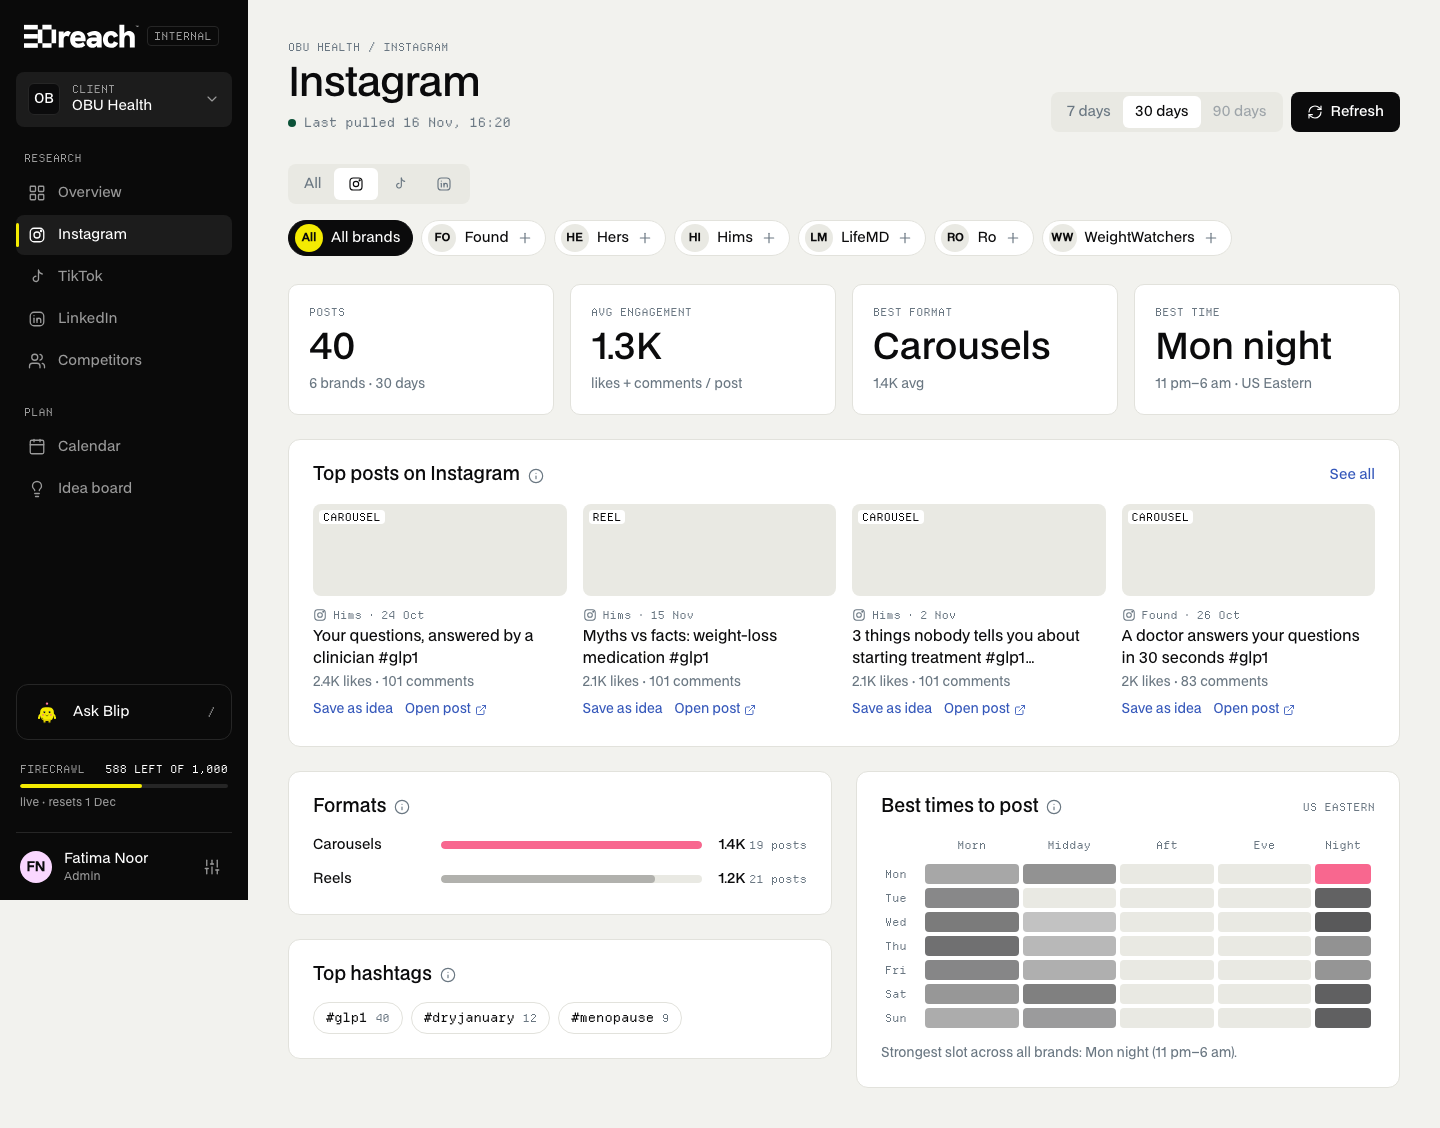 reach
INTERNAL
OB
CLIENT
OBU Health
RESEARCH
Overview
Instagram
TikTok
LinkedIn
Competitors
PLAN
Calendar
Idea board
Ask Blip
/
FIRECRAWL 588 LEFT OF 1,000
live · resets 1 Dec
FN
Fatima Noor
Admin
OBU HEALTH / INSTAGRAM
Instagram
Last pulled 16 Nov, 16:20
7 days 30 days 90 days
Refresh
All
All All brands
FO Found
HE Hers
HI Hims
LM LifeMD
RO Ro
WW WeightWatchers
POSTS
40
6 brands · 30 days
AVG ENGAGEMENT
1.3K
likes + comments / post
BEST FORMAT
Carousels
1.4K avg
BEST TIME
Mon night
11 pm–6 am · US Eastern
Top posts on Instagram
See all
CAROUSEL
Hims · 24 Oct
Your questions, answered by a
clinician #glp1
2.4K likes · 101 comments
Save as idea Open post
REEL
Hims · 15 Nov
Myths vs facts: weight-loss
medication #glp1
2.1K likes · 101 comments
Save as idea Open post
CAROUSEL
Hims · 2 Nov
3 things nobody tells you about
starting treatment #glp1...
2.1K likes · 101 comments
Save as idea Open post
CAROUSEL
Found · 26 Oct
A doctor answers your questions
in 30 seconds #glp1
2K likes · 83 comments
Save as idea Open post
Formats
Carousels 1.4K 19 posts
Reels 1.2K 21 posts
Top hashtags
#glp1 40
#dryjanuary 12
#menopause 9
Best times to post
US EASTERN
Morn Midday Aft Eve Night
Mon
Tue
Wed
Thu
Fri
Sat
Sun
Strongest slot across all brands: Mon night (11 pm–6 am).